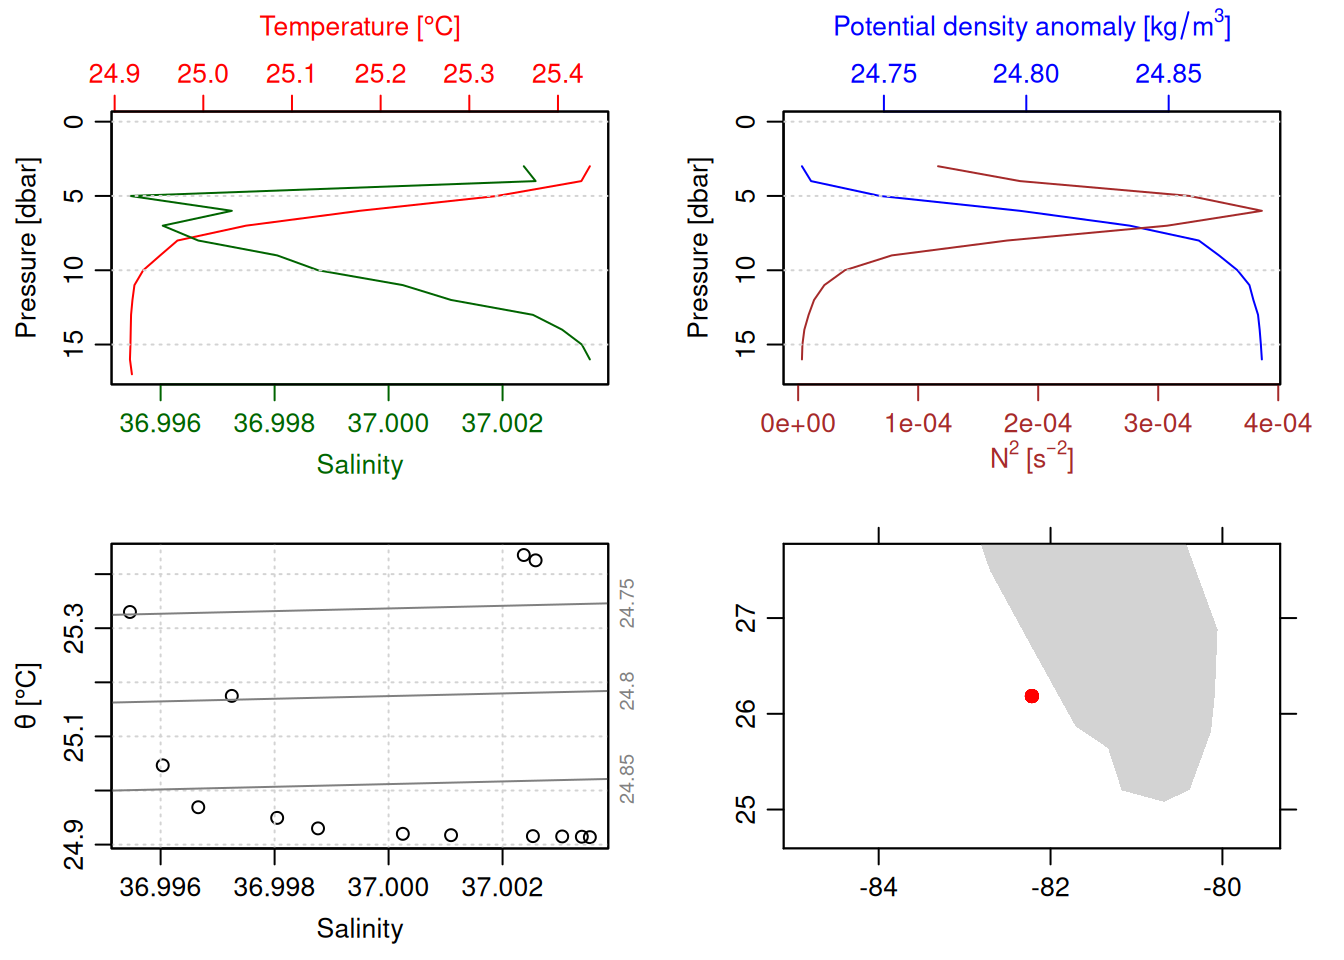 Temperature [°C]
24.9 25.0 25.1 25.2 25.3 25.4
Pressure [dbar]
0
5
10
15
36.996 36.998 37.000 37.002
Salinity
Potential density anomaly [kg/m³]
24.75 24.80 24.85
Pressure [dbar]
0
5
10
15
0e+00 1e-04 2e-04 3e-04 4e-04
N² [s⁻²]
θ [°C]
25.3
25.1
24.9
24.75
24.8
24.85
36.996 36.998 37.000 37.002
Salinity
27
26
25
-84 -82 -80